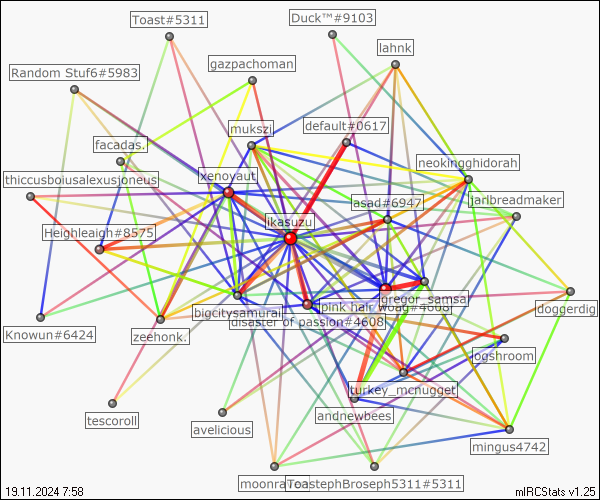 Toast#5311
Duck™#9103
lahnk
gazpachoman
Random Stuf6#5983
mukszi
default#0617
facadas.
neokingghidorah
xenoyaut
thiccusboiusalexusjoneus
jarlbreadmaker
lasad#6947
ikasuzu
Heighleaigh#8575
gregor_samsa
doggerdig
pink hair
woag#4608
bigcitysamurai
disaster of passion#4608
Knowun#6424
zeehonk.
ogshroom
turkey_mcnugget
tescoroll
avelicious
andnewbees
mingus4742
moonra
ToastephBroseph5311#5311
19.11.2024 7:58
mIRCStats v1.25